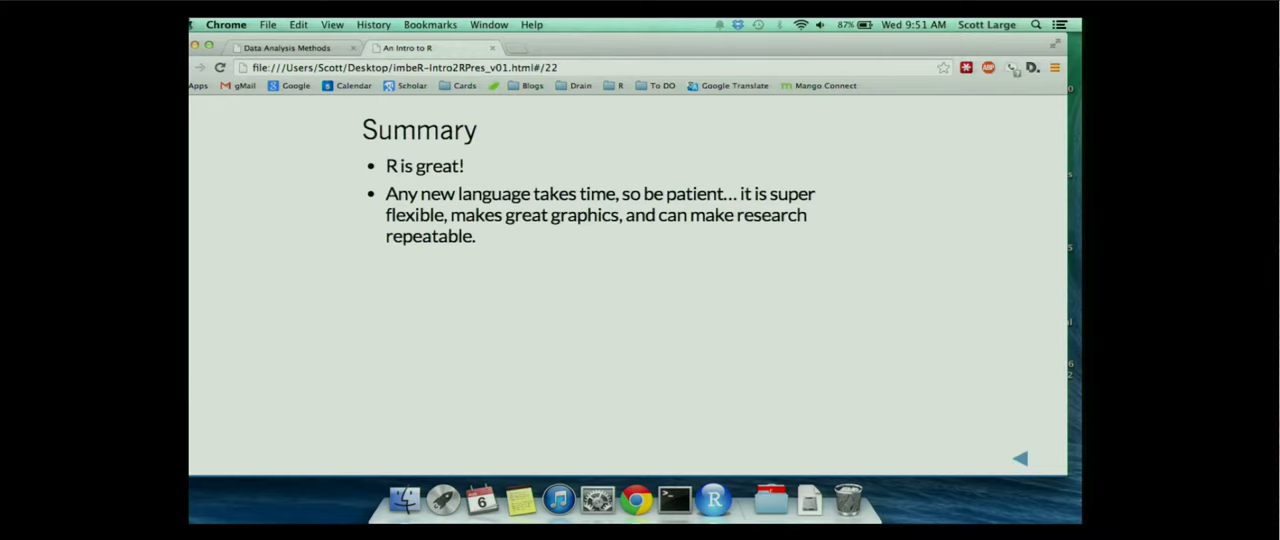 Chrome File Edit View History Bookmarks Window Help 87% Wed 9:51 AM Scott Large
Data Analysis Methods An Intro to R
file:///Users/Scott/Desktop/imbeR-Intro2RPres_v01.html#/22 ABP D.
Apps gMail Google Calendar Scholar Cards Blogs Drain R To DO Google Translate Mango Connect
Summary
• R is great!
• Any new language takes time, so be patient... it is super
flexible, makes great graphics, and can make research
repeatable.
6
R